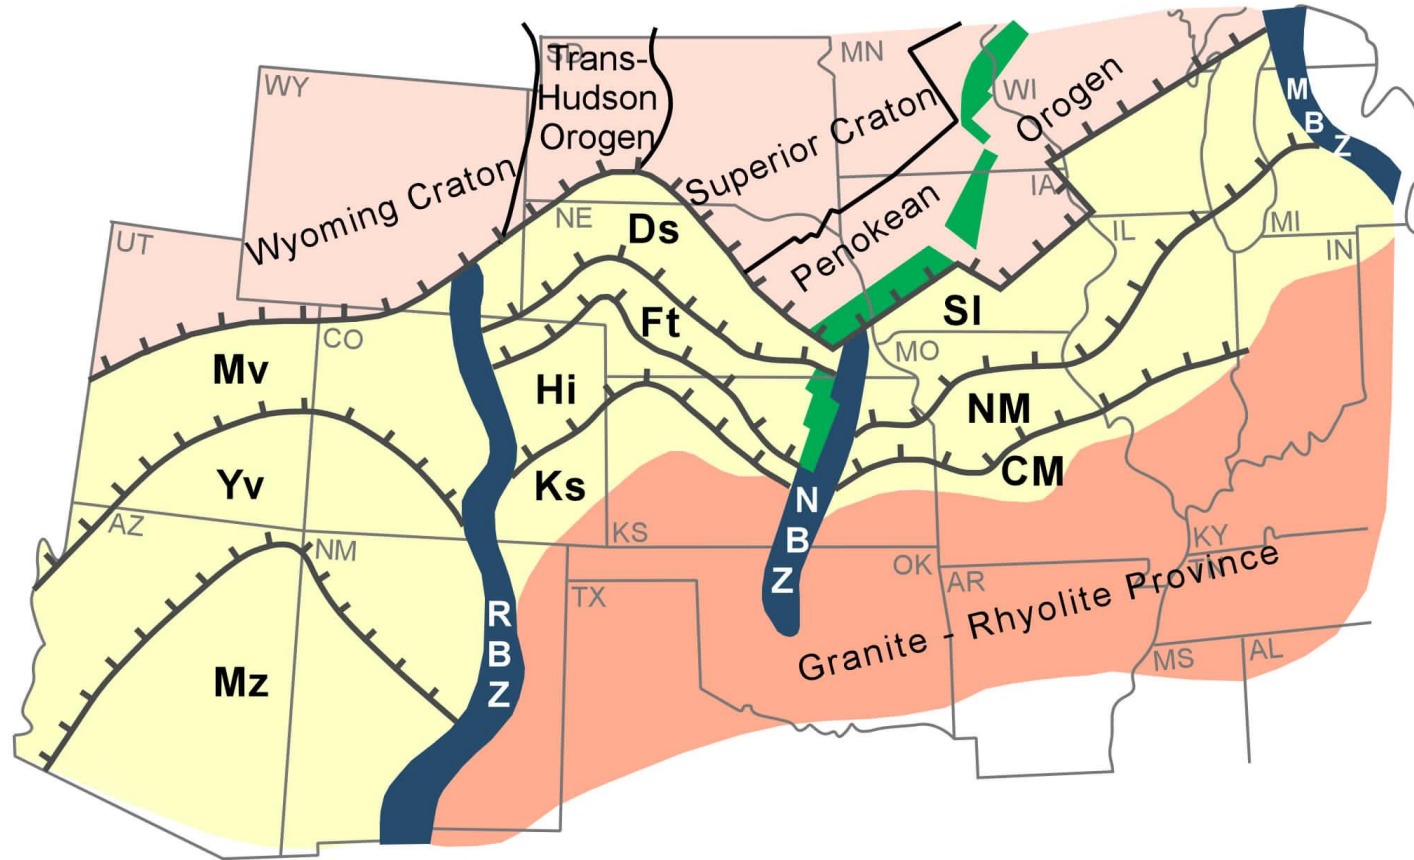 SD
Trans-
Hudson
Orogen
MN
WI
Orogen
WY
Superior Craton
Wyoming Craton
Penokean
IA
M
B
Z
UT
NE
Ds
IL
MI
IN
CO
Mv
Ft
SI
MO
Hi
NM
Yv
Ks
CM
AZ
NM
KS
N
B
Z
OK
KY
TN
TX
AR
Granite - Rhyolite Province
R
B
Z
Mz
MS
AL